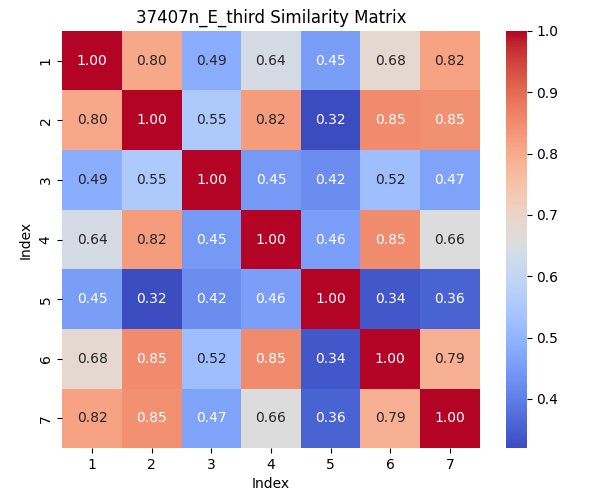 37407n_E_third Similarity Matrix
1 1.00 0.80 0.49 0.64 0.45 0.68 0.82
2 0.80 1.00 0.55 0.82 0.32 0.85 0.85
3 0.49 0.55 1.00 0.45 0.42 0.52 0.47
4 0.64 0.82 0.45 1.00 0.46 0.85 0.66
5 0.45 0.32 0.42 0.46 1.00 0.34 0.36
6 0.68 0.85 0.52 0.85 0.34 1.00 0.79
7 0.82 0.85 0.47 0.66 0.36 0.79 1.00
1 2 3 4 5 6 7
Index
Index
1.0
0.9
0.8
0.7
0.6
0.5
0.4